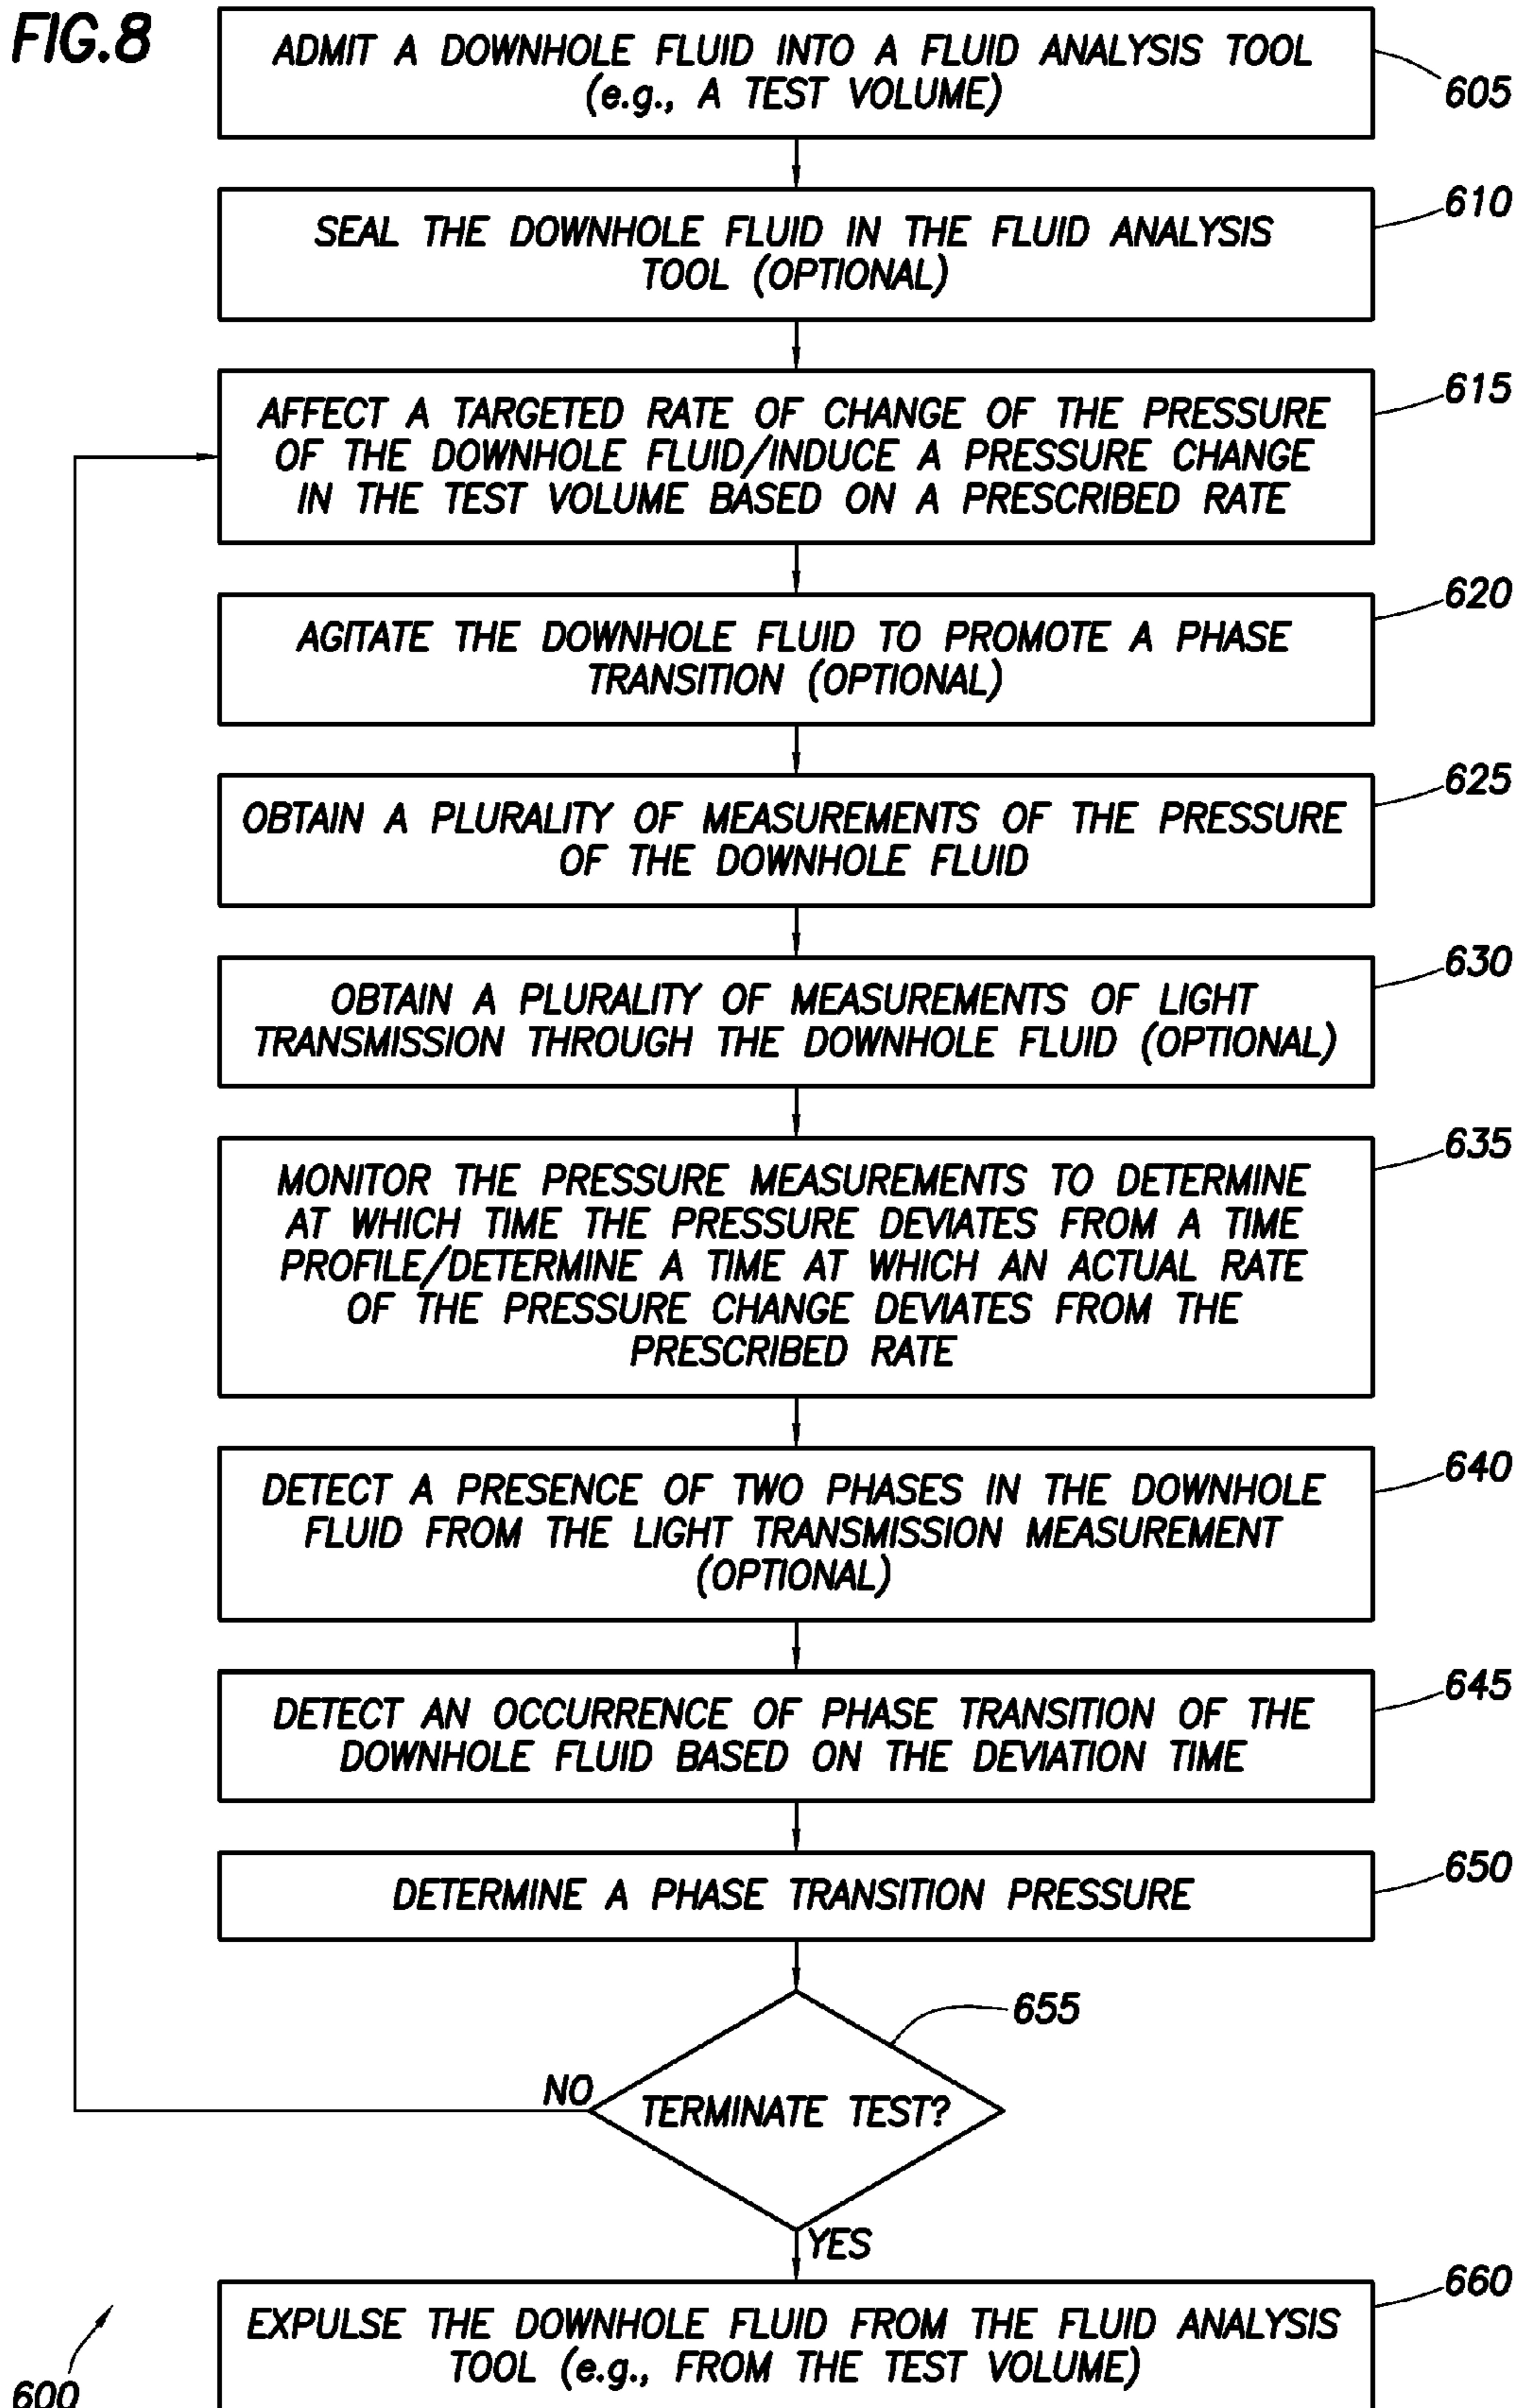 FIG.8
ADMIT A DOWNHOLE FLUID INTO A FLUID ANALYSIS TOOL
(e.g., A TEST VOLUME)
605
SEAL THE DOWNHOLE FLUID IN THE FLUID ANALYSIS
TOOL (OPTIONAL)
610
AFFECT A TARGETED RATE OF CHANGE OF THE PRESSURE
OF THE DOWNHOLE FLUID/INDUCE A PRESSURE CHANGE
IN THE TEST VOLUME BASED ON A PRESCRIBED RATE
615
AGITATE THE DOWNHOLE FLUID TO PROMOTE A PHASE
TRANSITION (OPTIONAL)
620
OBTAIN A PLURALITY OF MEASUREMENTS OF THE PRESSURE
OF THE DOWNHOLE FLUID
625
OBTAIN A PLURALITY OF MEASUREMENTS OF LIGHT
TRANSMISSION THROUGH THE DOWNHOLE FLUID (OPTIONAL)
630
MONITOR THE PRESSURE MEASUREMENTS TO DETERMINE
AT WHICH TIME THE PRESSURE DEVIATES FROM A TIME
PROFILE/DETERMINE A TIME AT WHICH AN ACTUAL RATE
OF THE PRESSURE CHANGE DEVIATES FROM THE
PRESCRIBED RATE
635
DETECT A PRESENCE OF TWO PHASES IN THE DOWNHOLE
FLUID FROM THE LIGHT TRANSMISSION MEASUREMENT
(OPTIONAL)
640
DETECT AN OCCURRENCE OF PHASE TRANSITION OF THE
DOWNHOLE FLUID BASED ON THE DEVIATION TIME
645
DETERMINE A PHASE TRANSITION PRESSURE
650
655
NO
TERMINATE TEST?
YES
EXPULSE THE DOWNHOLE FLUID FROM THE FLUID ANALYSIS
TOOL (e.g., FROM THE TEST VOLUME)
660
600